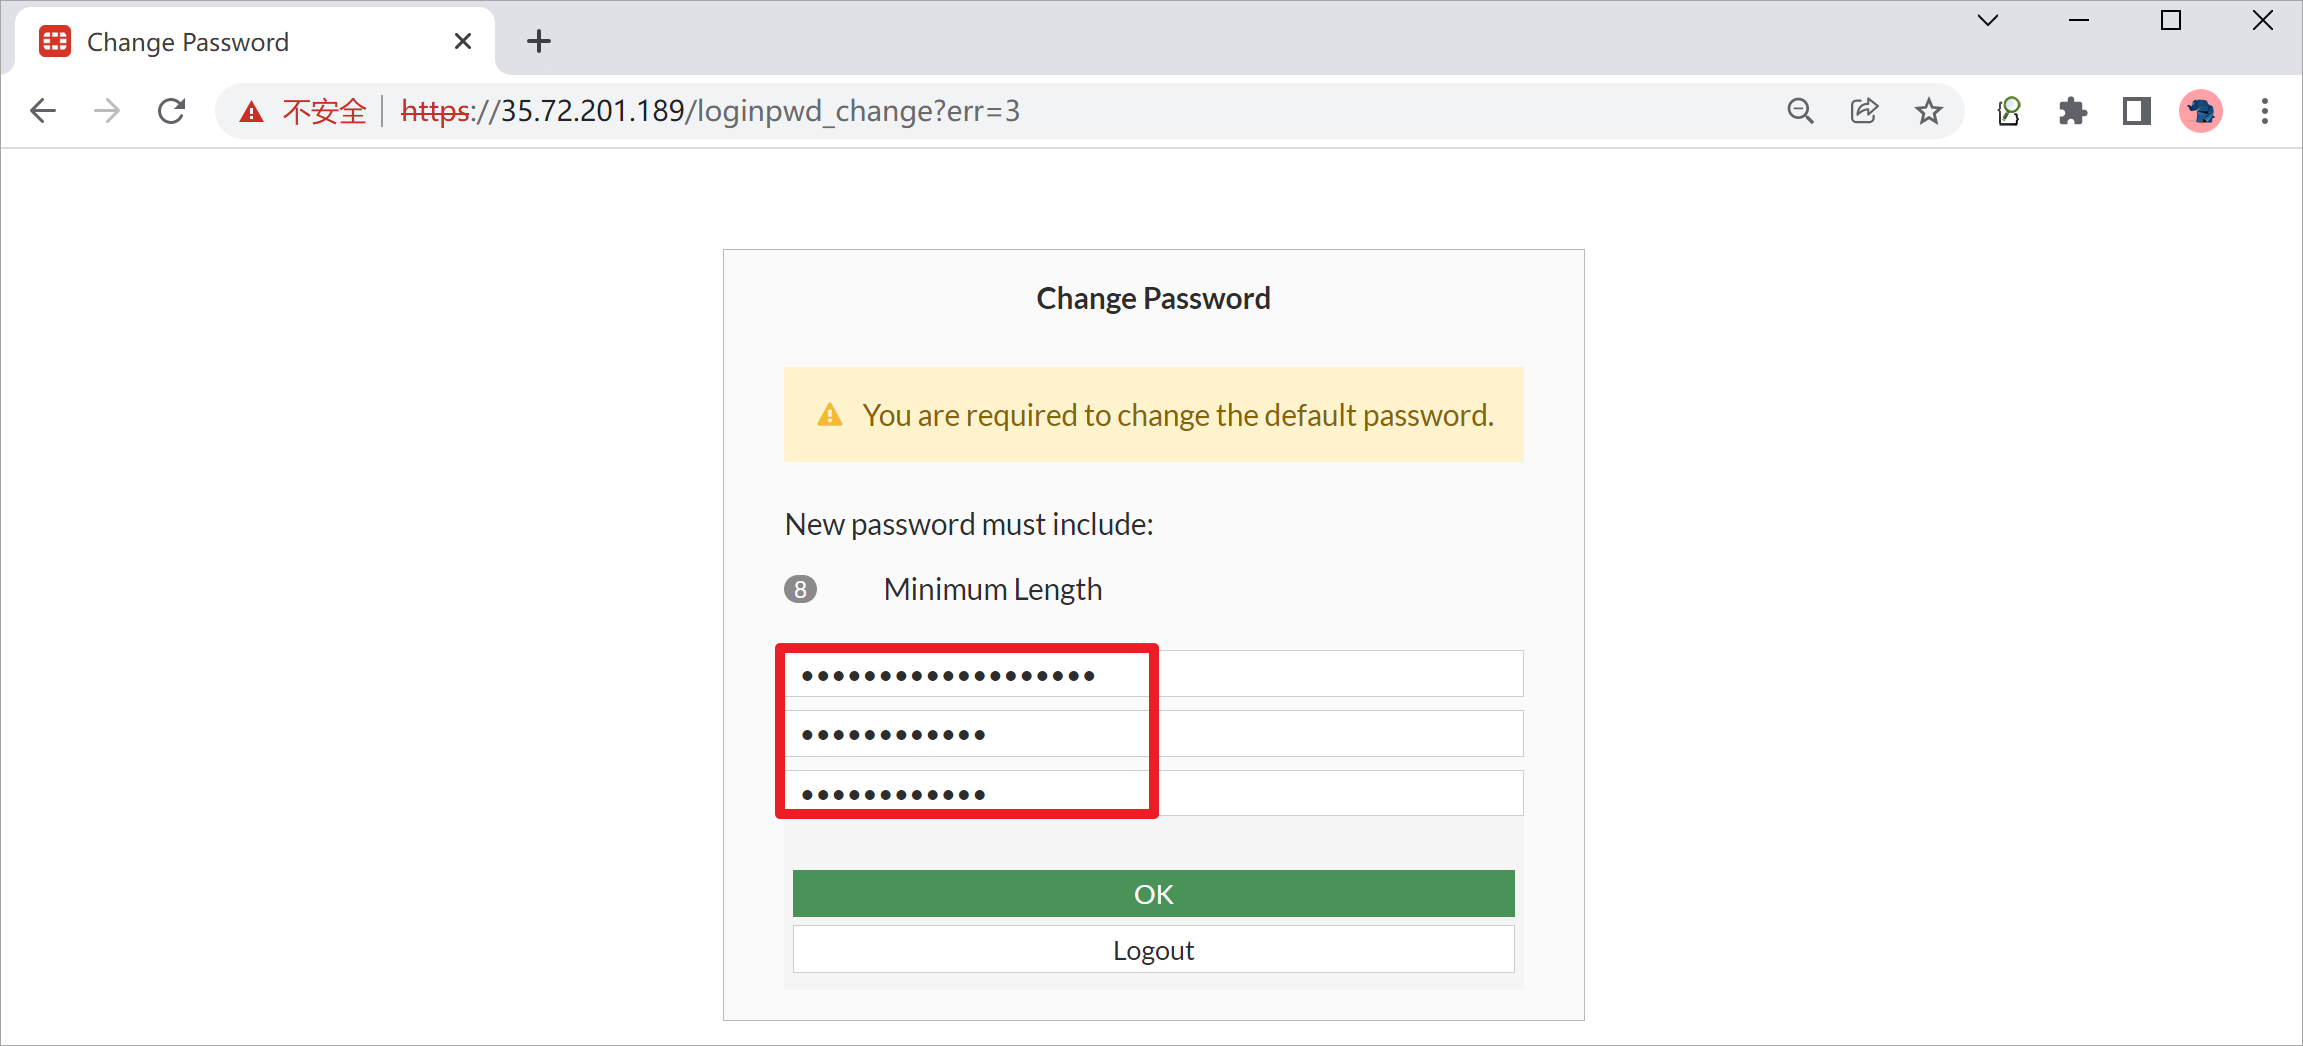 Change Password
不安全 https://35.72.201.189/loginpwd_change?err=3
Change Password
You are required to change the default password.
New password must include:
8 Minimum Length
•••••••••••••••••••
••••••••••••
••••••••••••
OK
Logout